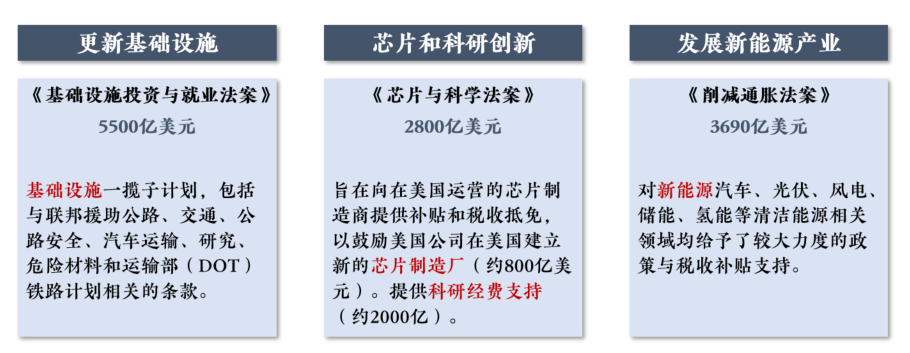 更新基础设施
《基础设施投资与就业法案》
5500亿美元
基础设施一揽子计划，包括
与联邦援助公路、交通、公
路安全、汽车运输、研究、
危险材料和运输部（DOT）
铁路计划相关的条款。
芯片和科研创新
《芯片与科学法案》
2800亿美元
旨在向在美国运营的芯片制
造商提供补贴和税收抵免，
以鼓励美国公司在美国建立
新的芯片制造厂（约800亿美
元）。提供科研经费支持
（约2000亿）。
发展新能源产业
《削减通胀法案》
3690亿美元
对新能源汽车、光伏、风电、
储能、氢能等清洁能源相关
领域均给予了较大力度的政
策与税收补贴支持。